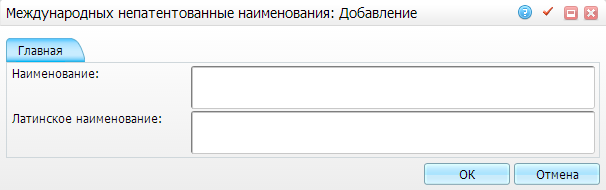 Международных непатентованные наименования: Добавление
Главная
Наименование:
Латинское наименование:
ОК Отмена